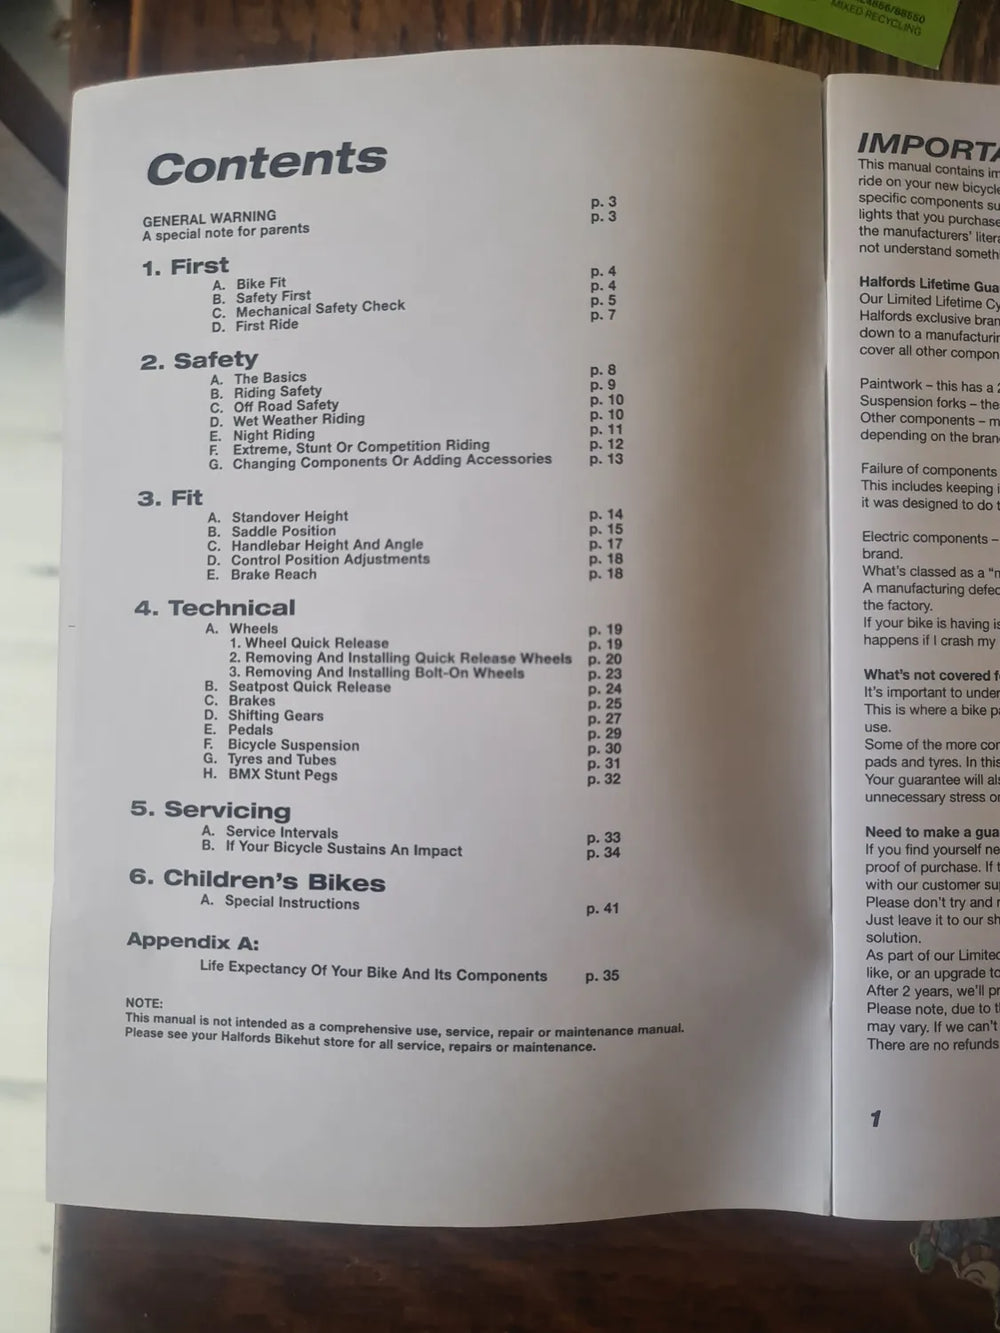 4856/88550
MIXED RECYCLING
Contents
GENERAL WARNING p. 3
A special note for parents p. 3
1. First
A. Bike Fit p. 4
B. Safety First p. 4
C. Mechanical Safety Check p. 5
D. First Ride p. 7
2. Safety
A. The Basics p. 8
B. Riding Safety p. 9
C. Off Road Safety p. 10
D. Wet Weather Riding p. 10
E. Night Riding p. 11
F. Extreme, Stunt Or Competition Riding p. 12
G. Changing Components Or Adding Accessories p. 13
3. Fit
A. Standover Height p. 14
B. Saddle Position p. 15
C. Handlebar Height And Angle p. 17
D. Control Position Adjustments p. 18
E. Brake Reach p. 18
4. Technical
A. Wheels p. 19
1. Wheel Quick Release p. 19
2. Removing And Installing Quick Release Wheels p. 20
3. Removing And Installing Bolt-On Wheels p. 23
B. Seatpost Quick Release p. 24
C. Brakes p. 25
D. Shifting Gears p. 27
E. Pedals p. 29
F. Bicycle Suspension p. 30
G. Tyres and Tubes p. 31
H. BMX Stunt Pegs p. 32
5. Servicing
A. Service Intervals p. 33
B. If Your Bicycle Sustains An Impact p. 34
6. Children's Bikes
A. Special Instructions p. 41
Appendix A:
Life Expectancy Of Your Bike And Its Components p. 35
NOTE:
This manual is not intended as a comprehensive use, service, repair or maintenance manual.
Please see your Halfords Bikehut store for all service, repairs or maintenance.
IMPORTA
This manual contains im
ride on your new bicycle
specific components su
lights that you purchase
the manufacturers' litera
not understand someth
Halfords Lifetime Gua
Our Limited Lifetime Cy
Halfords exclusive bran
down to a manufacturin
cover all other compon
Paintwork – this has a 2
Suspension forks – the
Other components – m
depending on the bran
Failure of components
This includes keeping i
it was designed to do t
Electric components –
brand.
What's classed as a "m
A manufacturing defec
the factory.
If your bike is having is
happens if I crash my
What's not covered f
It's important to under
This is where a bike pa
use.
Some of the more con
pads and tyres. In this
Your guarantee will als
unnecessary stress or
Need to make a gua
If you find yourself ne
proof of purchase. If t
with our customer su
Please don't try and r
Just leave it to our sh
solution.
As part of our Limited
like, or an upgrade to
After 2 years, we'll pr
Please note, due to t
may vary. If we can't
There are no refunds
1